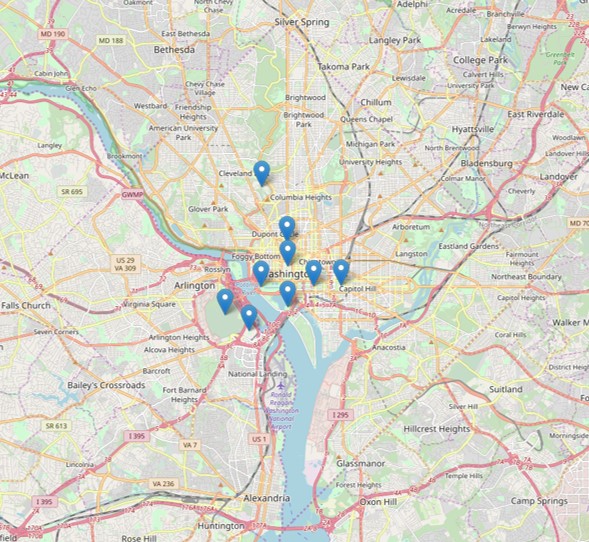 Oakmont
North Chevy
Chase
Silver Spring
Adelphi
Acredale
Branchville
MD 190
MD 188
East Bethesda
Langley Park
Lakeland
Berwyn Heights
Bethesda
College Park
Greenbelt
Park
Takoma Park
Calvert Hills
Cabin John
Lewisdale
University Park
Glen Echo
Chevy Chase
Village
New Ca
Brightwood
Chillum
Westbard
Friendship
Heights
Brightwood
Park
East Riverdale
American University
Park
Queens Chapel
Hyattsville
Langley
Michigan Park
Woodlawn
North Brentwood
Landover Hills
Brookmont
University Heights
Bladensburg
McLean
Cleveland
Colmar Manor
Landover
SR 695
Cheverly
GWMP
Columbia Heights
Glover Park
MD 70
Arboretum
Dupont
Eastland Gardens
US 29
VA 309
Foggy Bottom
Langston
Fairmount
Heights
Rosslyn
Washington
Northeast Boundary
Arlington
Capitol Hill
Capitol Heights
Falls Church
Virginia Square
Walker M
Seven Corners
Arlington Heights
Coral Hills
Alcova Heights
Anacostia
Barcroft
National Landing
District Heig
Bailey's Crossroads
Fort Barnard
Heights
Suitland
Ronald
Reagan
Washington
National
Airport
Silver Hill
I 395
I 295
SR 613
Hillcrest Heights
Morningside
VA 7
US 1
Lincolnia
Glassmanor
VA 236
Temple Hills
Forest Heights
I 395
Alexandria
Oxon Hill
Camp Springs
Huntington
field
Rose Hill